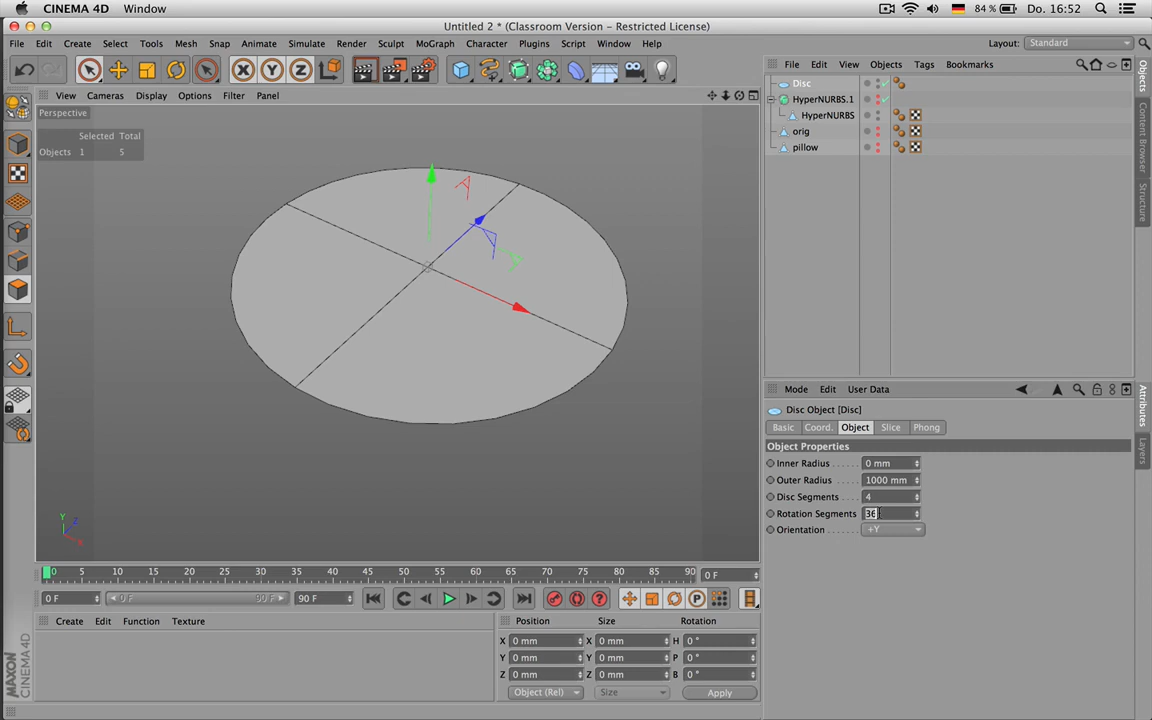 CINEMA 4D Window 84 % Do. 16:52
Untitled 2 * (Classroom Version - Restricted License)
File Edit Create Select Tools Mesh Snap Animate Simulate Render Sculpt MoGraph Character Plugins Script Window Help Layout: Standard
X Y Z
View Cameras Display Options Filter Panel
Perspective
Selected Total
Objects 1 5
Y
Z
X
File Edit View Objects Tags Bookmarks
Disc
HyperNURBS.1
HyperNURBS
orig
pillow
Objects
Content Browser
Structure
Mode Edit User Data
Disc Object [Disc]
Basic Coord. Object Slice Phong
Object Properties
Inner Radius 0 mm
Outer Radius 1000 mm
Disc Segments 4
Rotation Segments 36
Orientation +Y
Attributes
Layers
0 5 10 15 20 25 30 35 40 45 50 55 60 65 70 75 80 85 90 0 F
0 F 0 F 90 F 90 F
P
Create Edit Function Texture
Position Size Rotation
X 0 mm X 0 mm H 0 °
Y 0 mm Y 0 mm P 0 °
Z 0 mm Z 0 mm B 0 °
Object (Rel) Size Apply
MAXON
CINEMA 4D